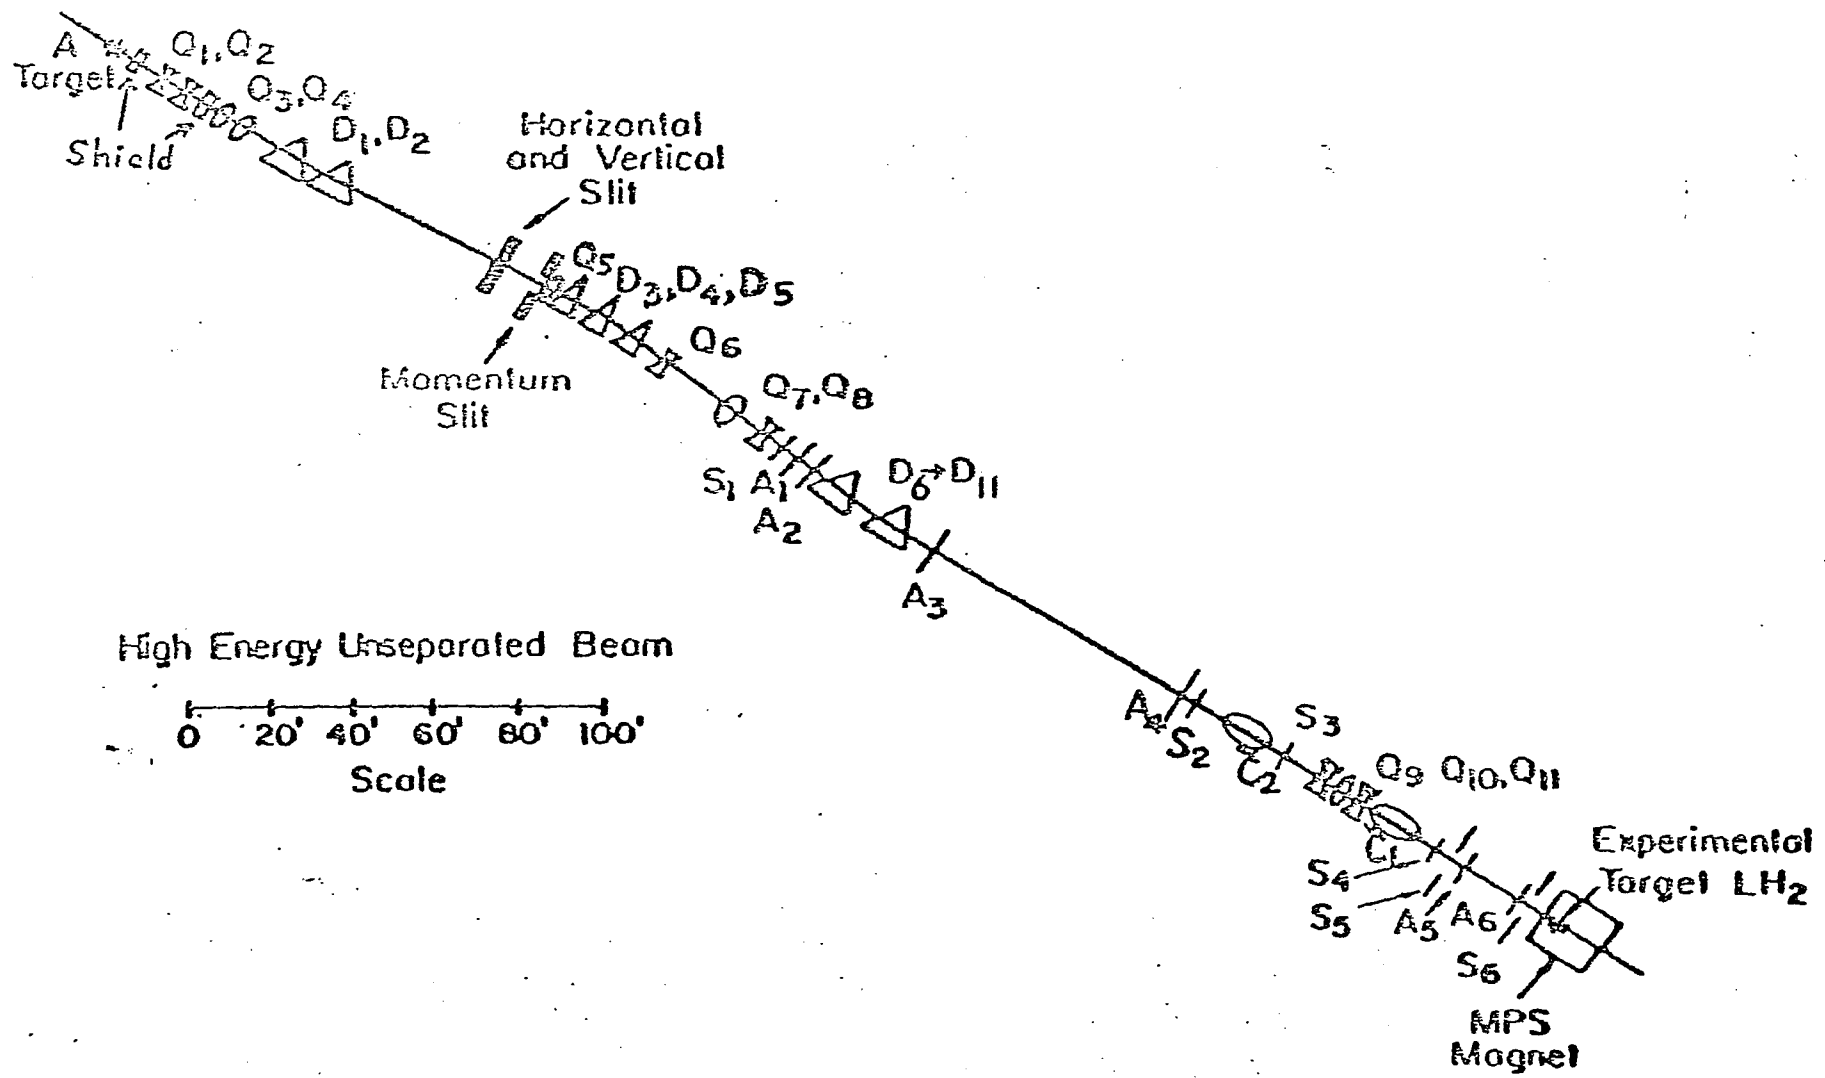 A
Target
Q1,Q2
Q3,Q4
Shield
D1,D2
Horizontal
and Vertical
Slit
Q5
D3,D4,D5
Q6
Momentum
Slit
Q7,Q8
S1 A1
A2
D6→D11
A3
High Energy Unseparated Beam
0 20' 40' 60' 80' 100'
Scale
A4
S2
C2
S3
Q9 Q10,Q11
C1
S4
S5
A5
A6
S6
Experimental
Target LH2
MPS
Magnet